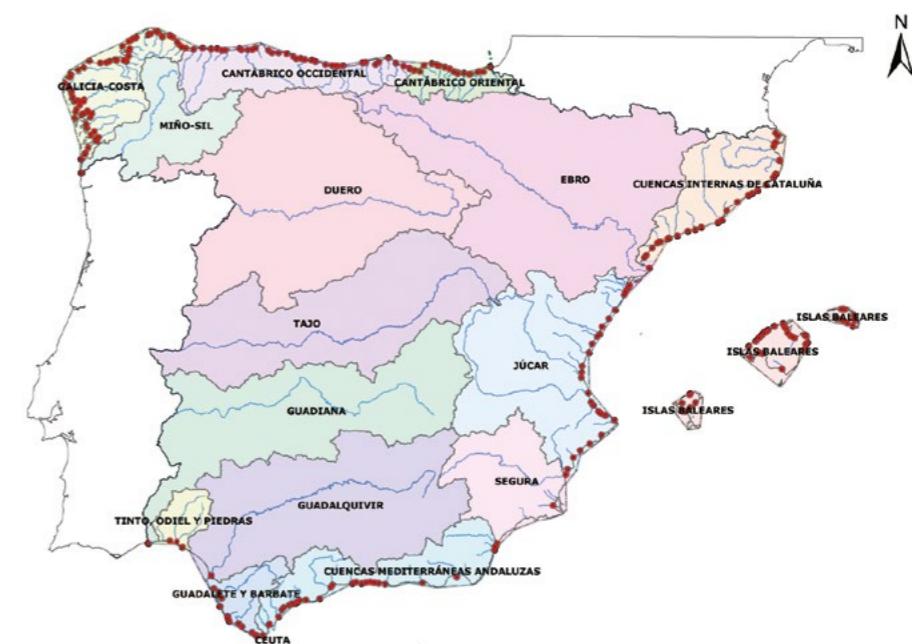 N
CANTÁBRICO OCCIDENTAL
CANTÁBRICO ORIENTAL
GALICIA-COSTA
MIÑO-SIL
EBRO
CUENCAS INTERNAS DE CATALUÑA
DUERO
ISLAS BALEARES
TAJO
ISLAS BALEARES
JÚCAR
GUADIANA
ISLAS BALEARES
SEGURA
GUADALQUIVIR
TINTO, ODIEL Y PIEDRAS
CUENCAS MEDITERRÁNEAS ANDALUZAS
GUADALETE Y BARBATE
CEUTA